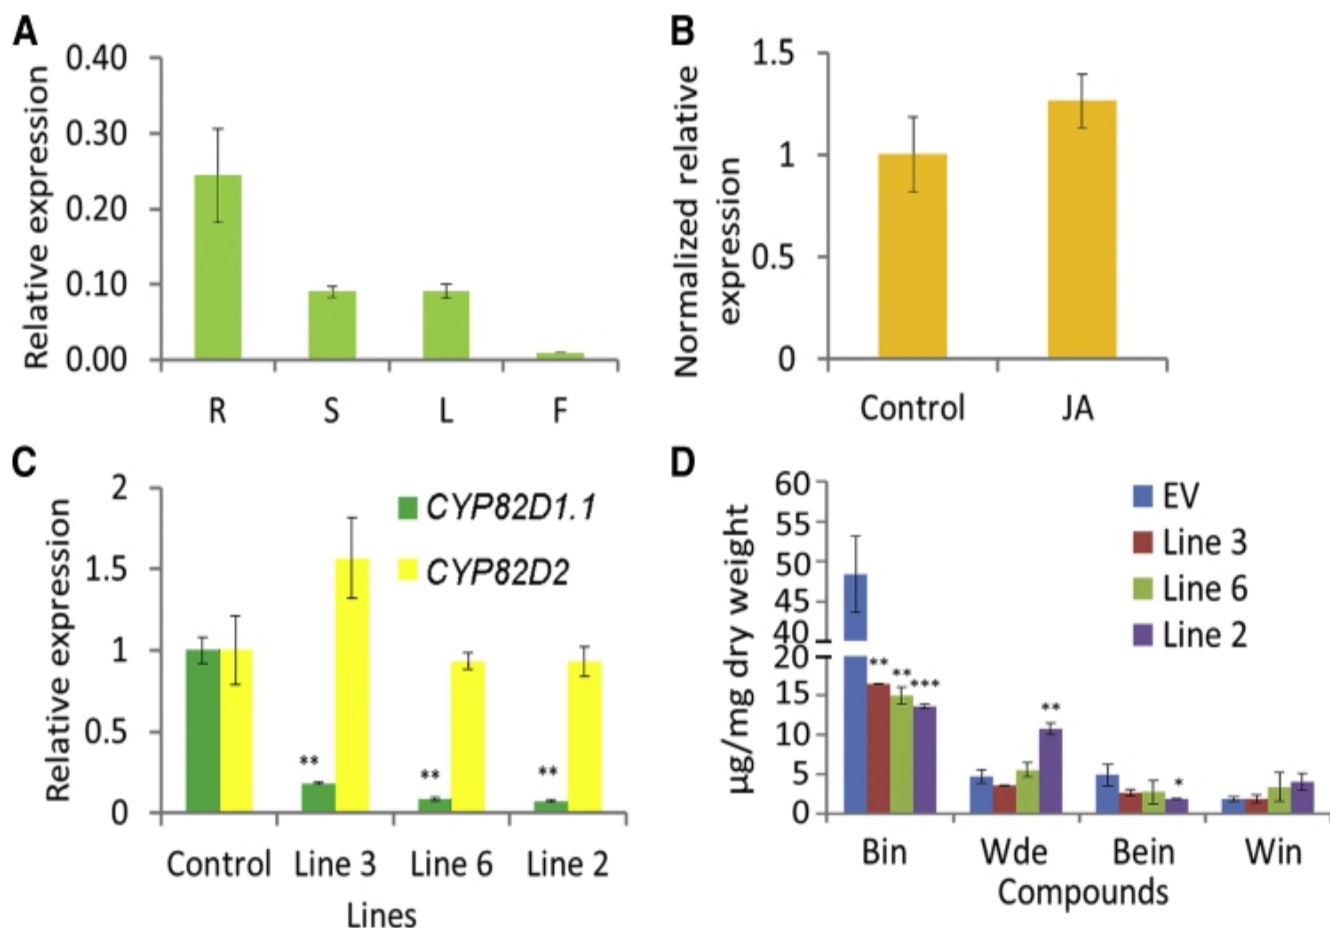 A
Relative expression
0.40
0.30
0.20
0.10
0.00
R S L F
B
Normalized relative
expression
1.5
1
0.5
0
Control JA
C
Relative expression
2
1.5
1
0.5
0
CYP82D1.1
CYP82D2
**
**
**
Control Line 3 Line 6 Line 2
Lines
D
µg/mg dry weight
60
55
50
45
40
20
15
10
5
0
EV
Line 3
Line 6
Line 2
**
**
***
**
*
Bin Wde Bein Win
Compounds